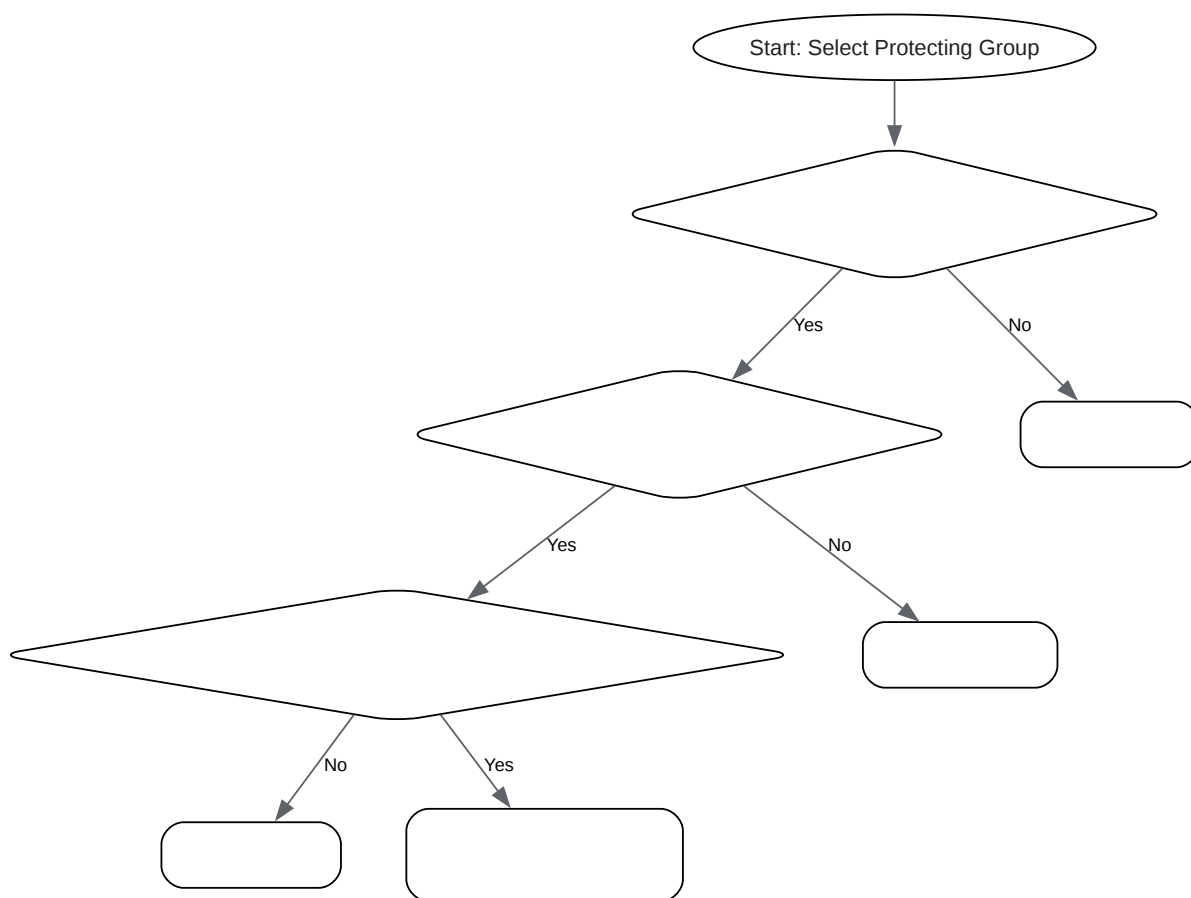 Start: Select Protecting Group
Yes
No
Yes
No
No
Yes